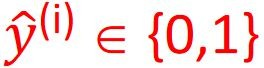 ŷ⁽ⁱ⁾ ∈ {0,1}